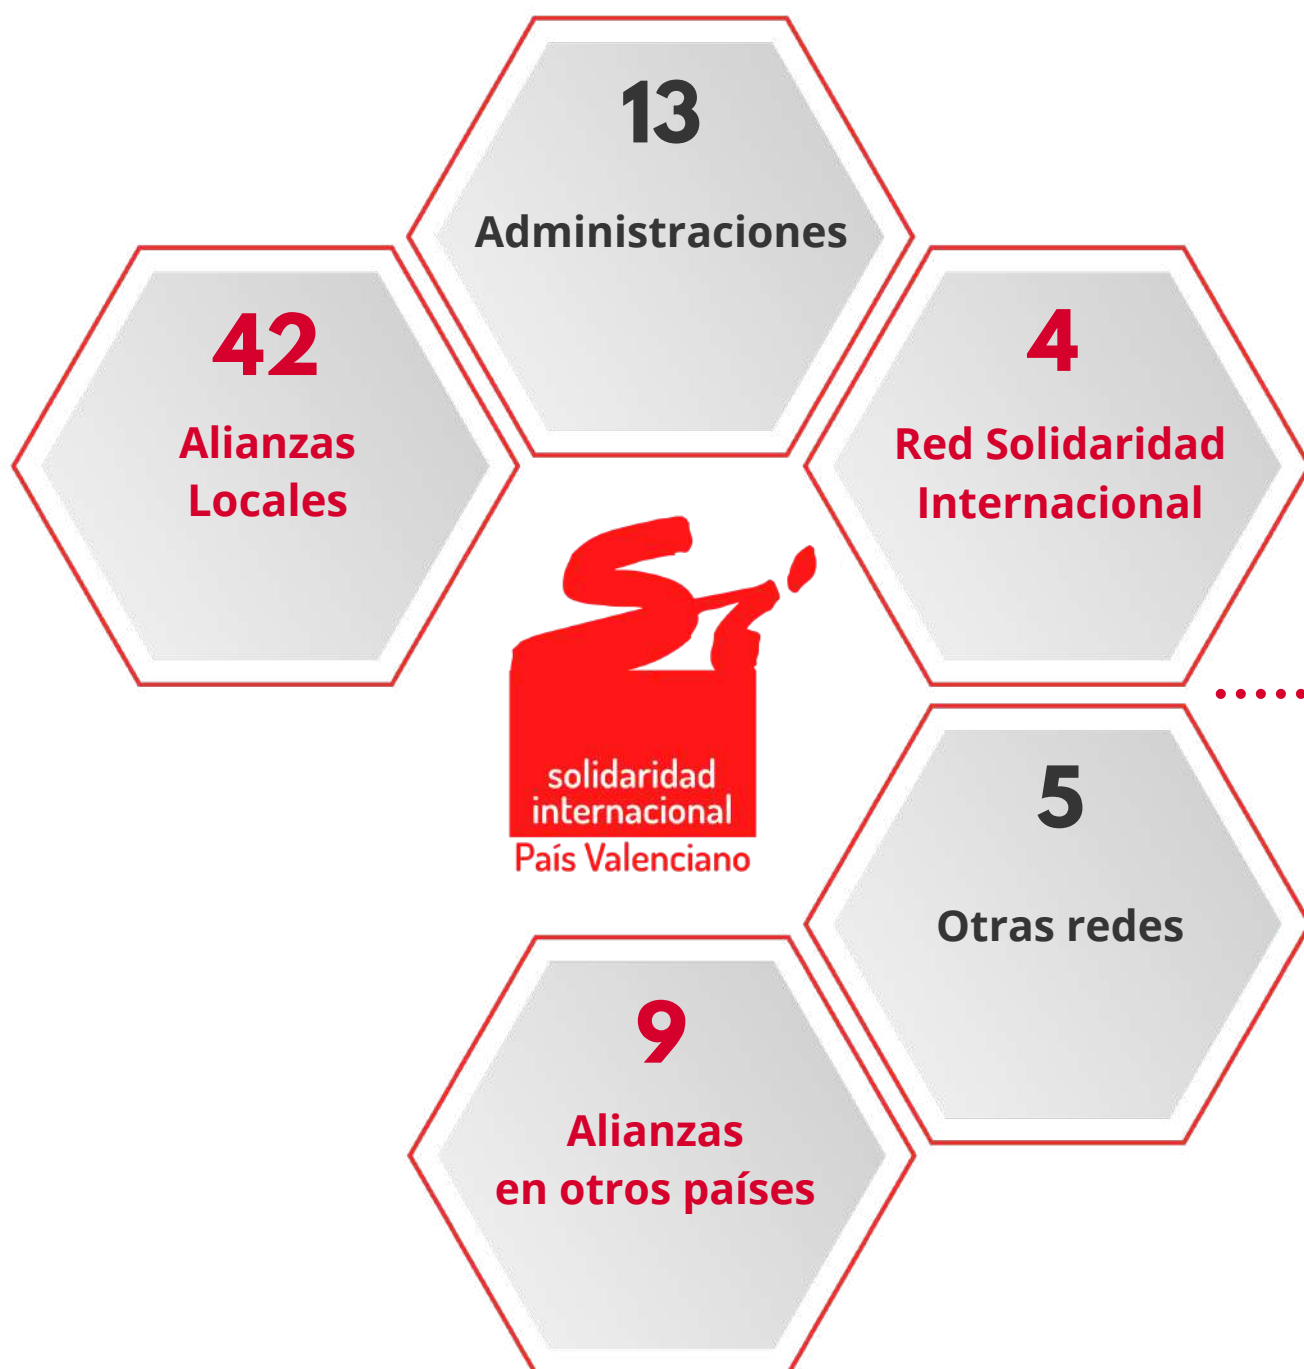 13
Administraciones
42
Alianzas
Locales
4
Red Solidaridad
Internacional
solidaridad
internacional
País Valenciano
5
Otras redes
9
Alianzas
en otros países